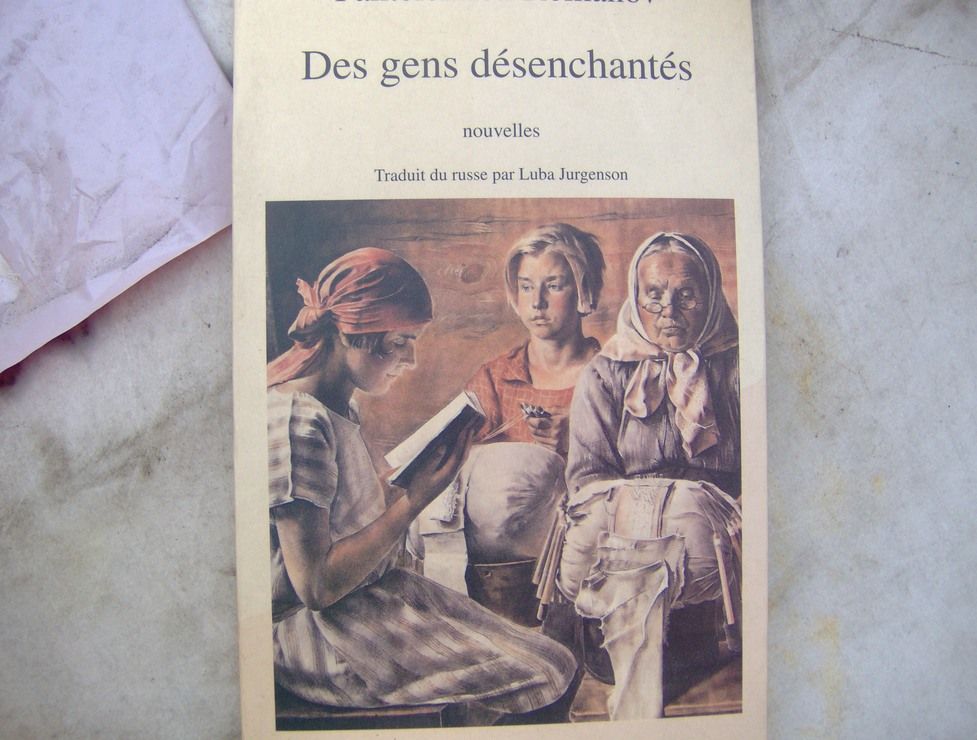 Des gens désenchantés
nouvelles
Traduit du russe par Luba Jurgenson